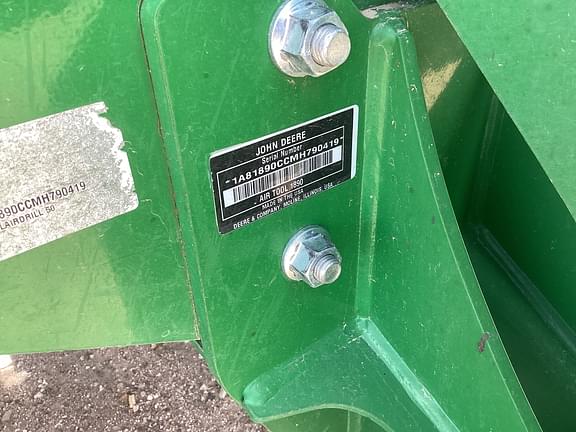 JOHN DEERE
Serial Number
*1A81890CCMH790419*
AIR TOOL 1890
MADE IN THE USA
DEERE & COMPANY, MOLINE, ILLINOIS, USA
890CCMH790419
AIRDRILL 50